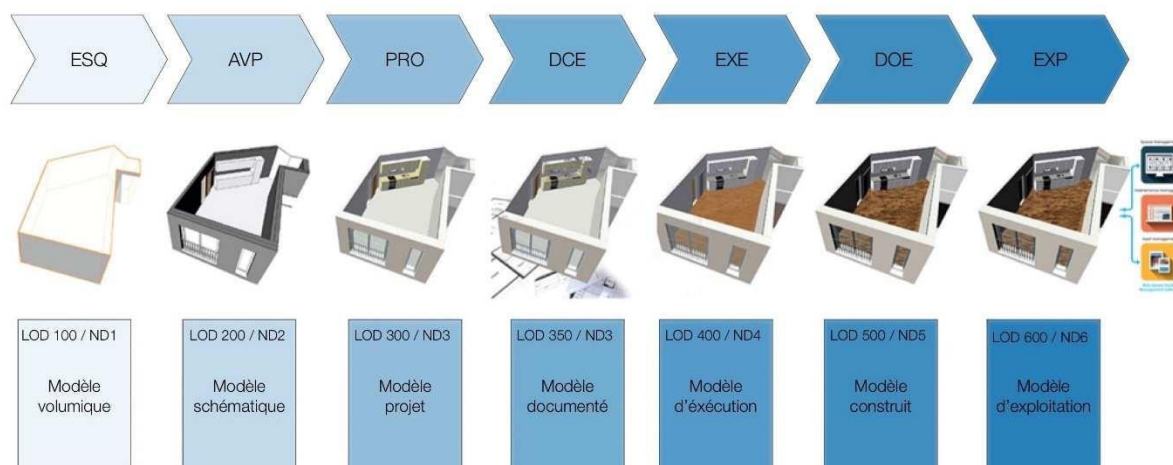 ESQ
AVP
PRO
DCE
EXE
DOE
EXP
LOD 100 / ND1
Modèle
volumique
LOD 200 / ND2
Modèle
schématique
LOD 300 / ND3
Modèle
projet
LOD 350 / ND3
Modèle
documenté
LOD 400 / ND4
Modèle
d'éxécution
LOD 500 / ND5
Modèle
construit
LOD 600 / ND6
Modèle
d'exploitation